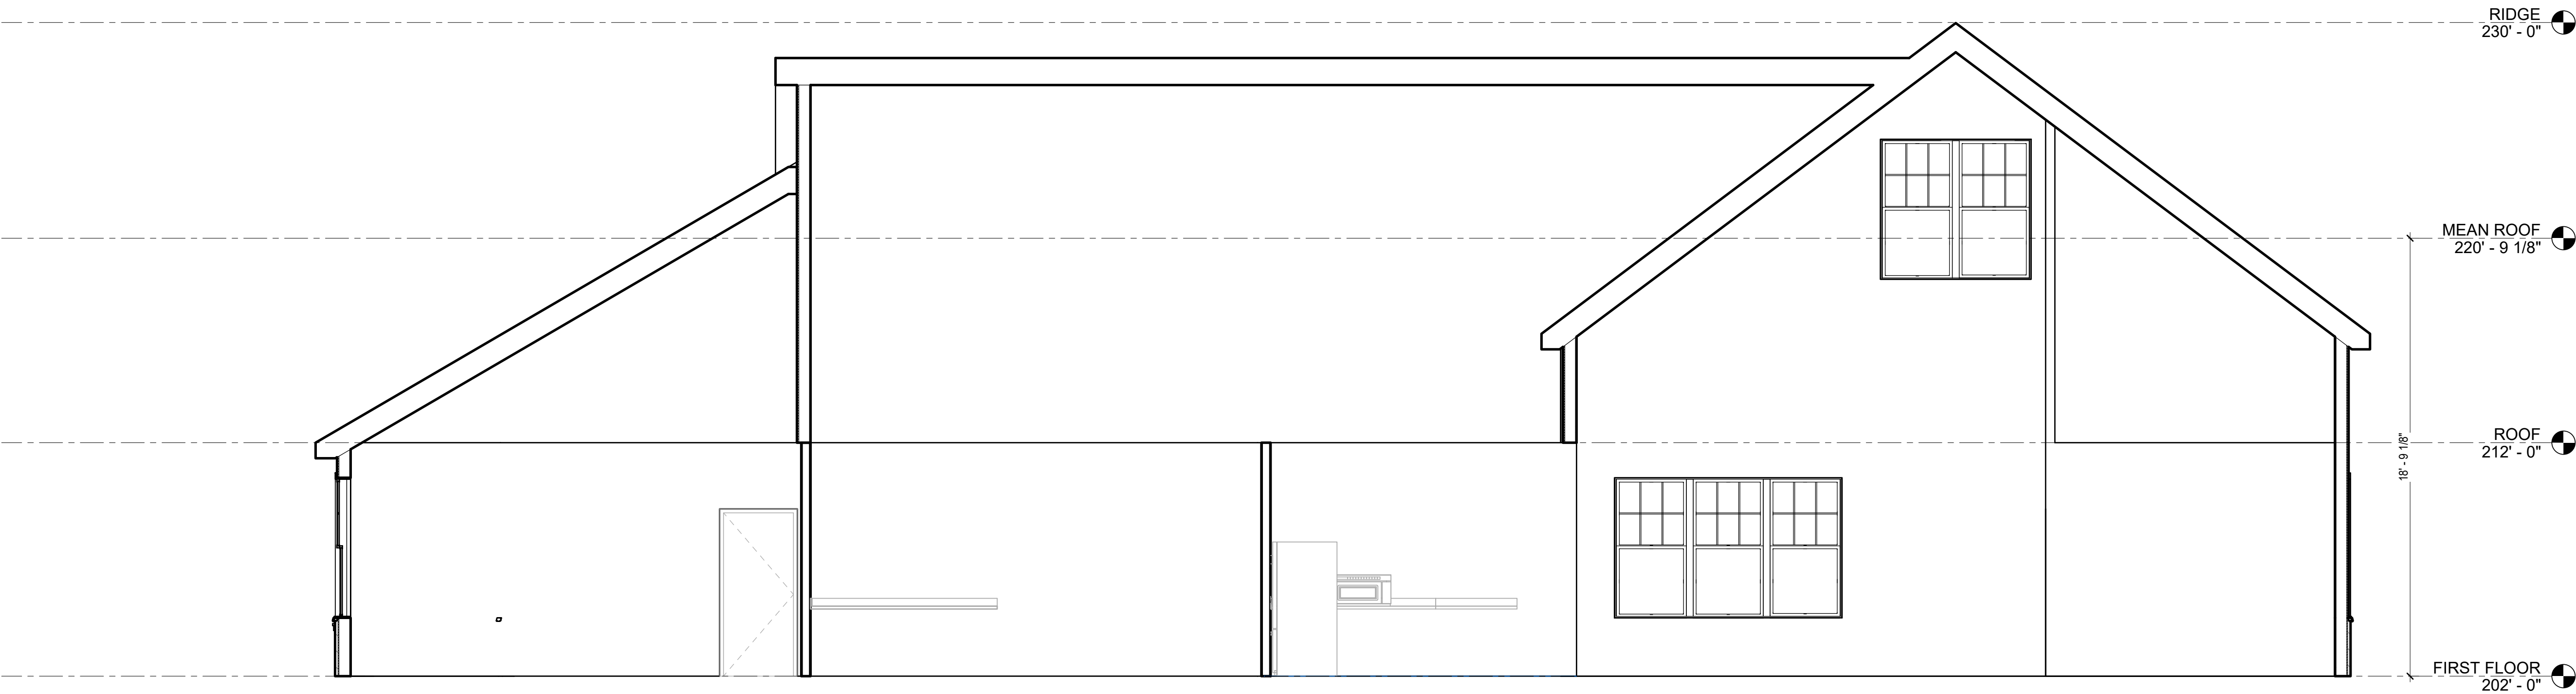 RIDGE
230' - 0"
MEAN ROOF
220' - 9 1/8"
ROOF
212' - 0"
18' - 9 1/8"
FIRST FLOOR
202' - 0"